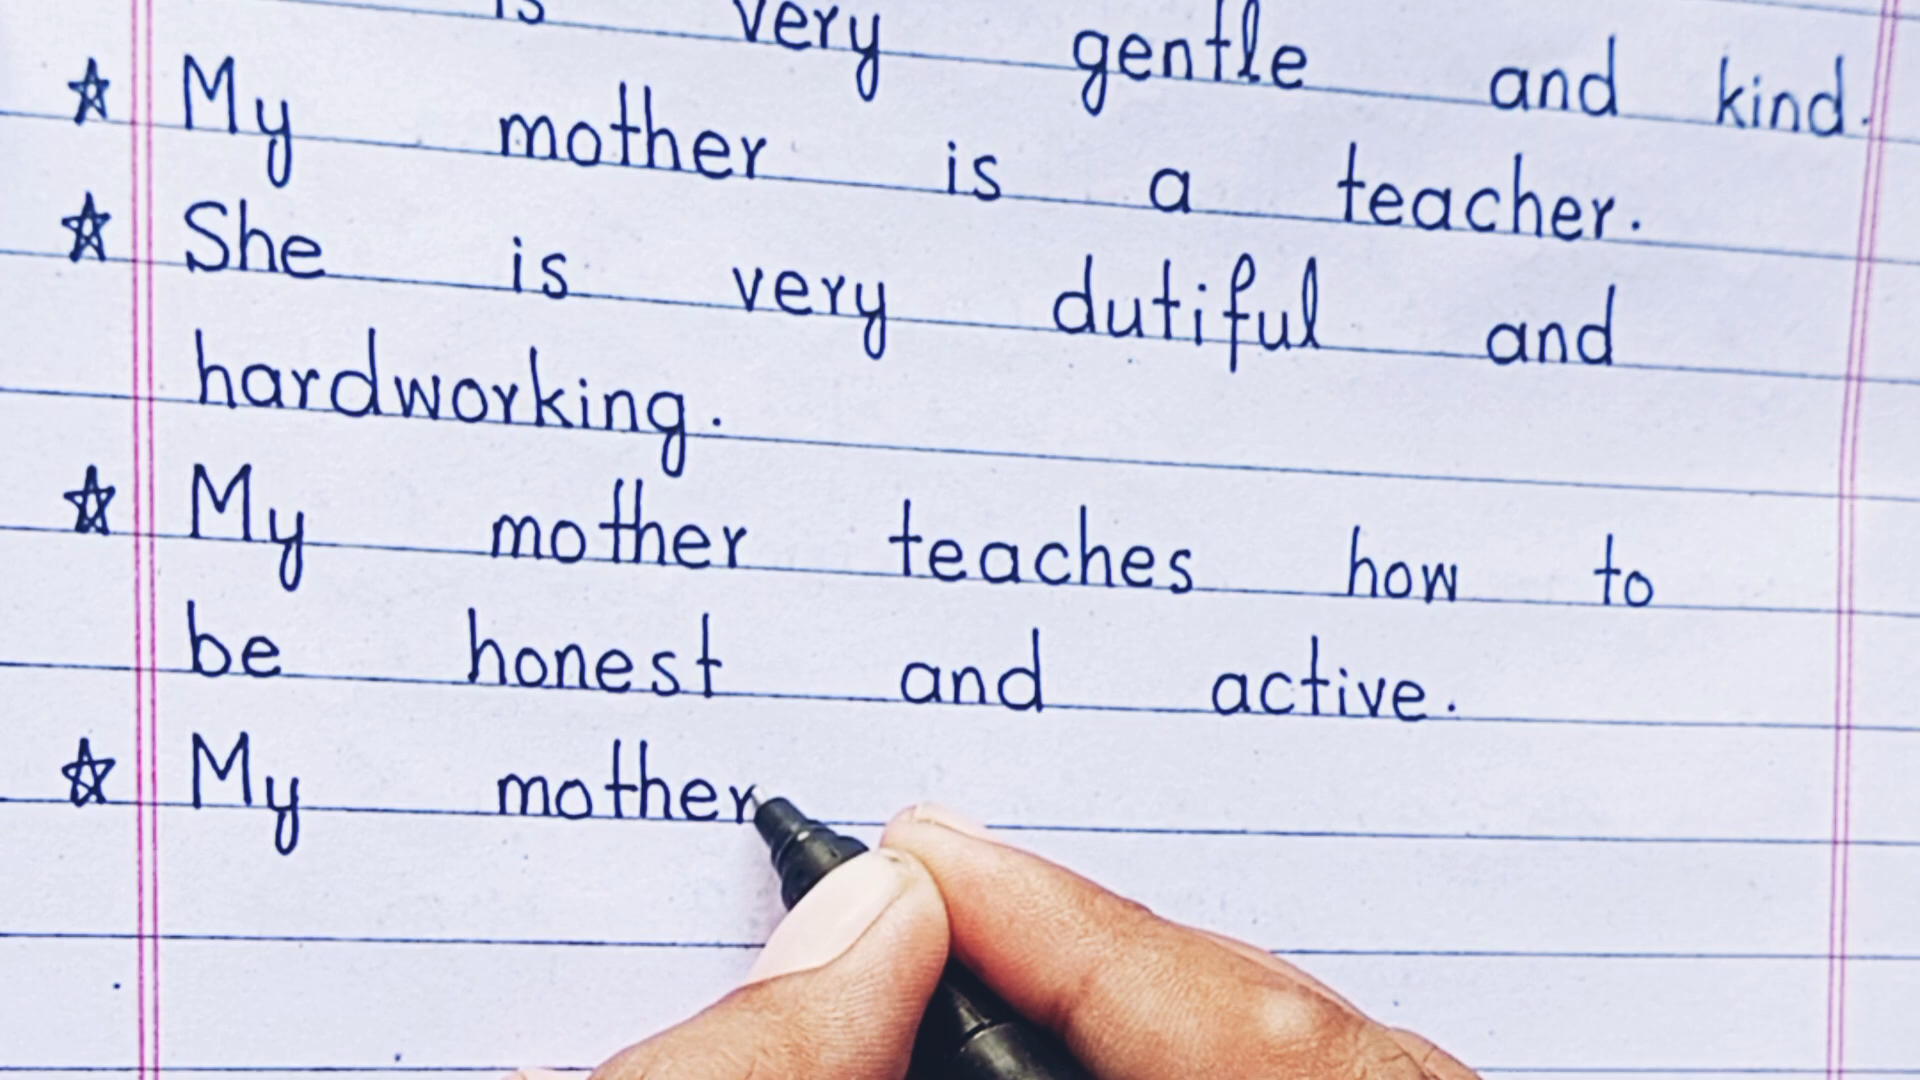 is very gentle and kind.
☆ My mother is a teacher.
☆ She is very dutiful and
hardworking.
☆ My mother teaches how to
be honest and active.
☆ My mother